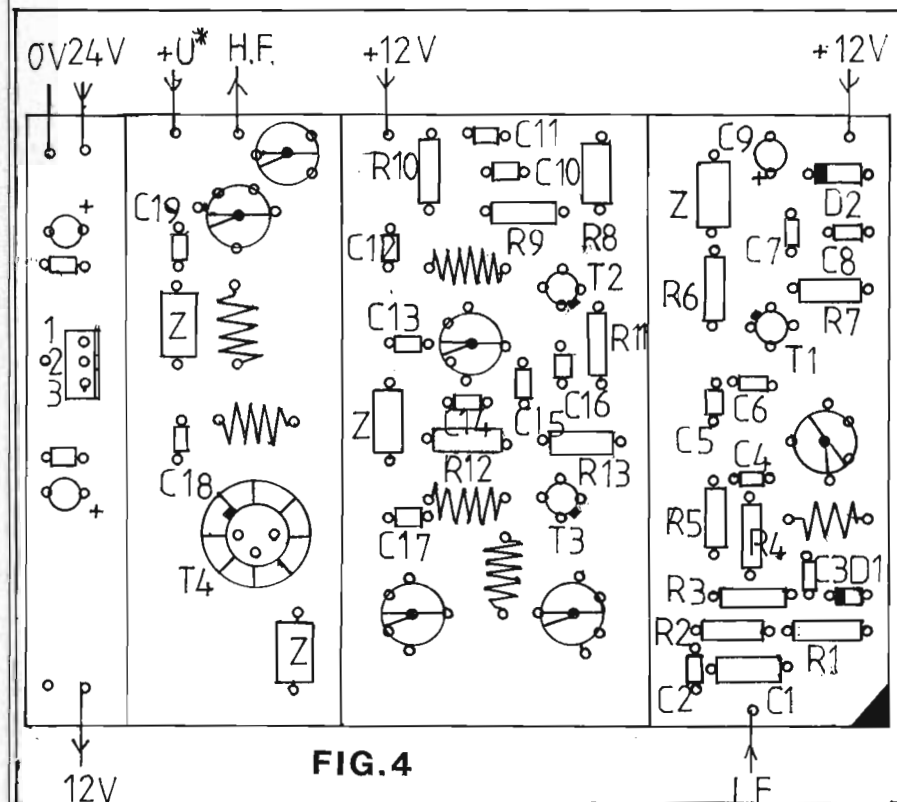 0V 24V +U* H.F. +12V +12V
C11 C9
R10 C10
D2
Z
C19 R9 R8 C7
C12 C8
T2 R6
R7
Z C13 R11
1
2 T1
3
C16 C6
Z C14 C15 C5
R12 R13 C4
C18
R5 R4
C17 T3
T4 C3 D1
R3
R2 R1
Z
C2 C1
FIG.4
12V